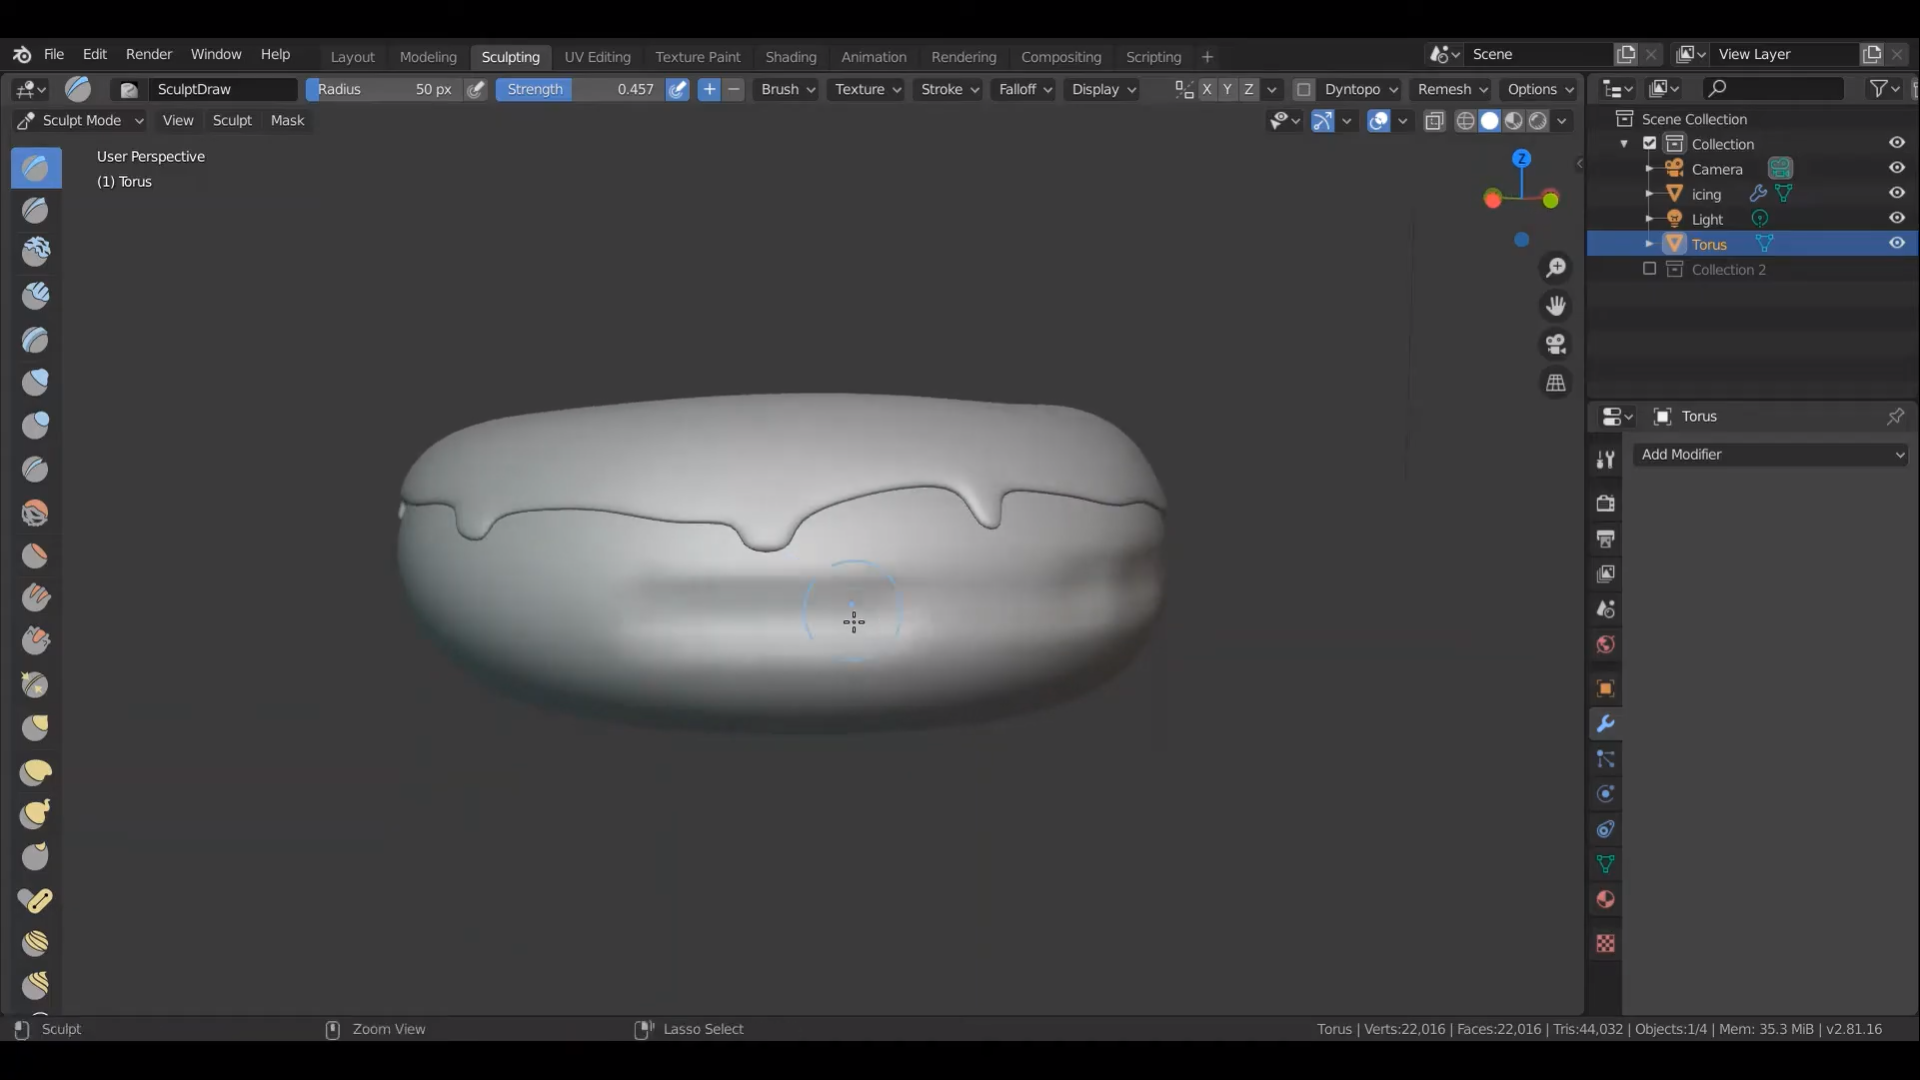 File Edit Render Window Help Layout Modeling Sculpting UV Editing Texture Paint Shading Animation Rendering Compositing Scripting + Scene View Layer
SculptDraw Radius 50 px Strength 0.457 + − Brush Texture Stroke Falloff Display X Y Z Dyntopo Remesh Options
Sculpt Mode View Sculpt Mask
User Perspective
(1) Torus
Z
Scene Collection
Collection
Camera
icing
Light
Torus
Collection 2
Torus
Add Modifier
Sculpt Zoom View Lasso Select Torus | Verts:22,016 | Faces:22,016 | Tris:44,032 | Objects:1/4 | Mem: 35.3 MiB | v2.81.16